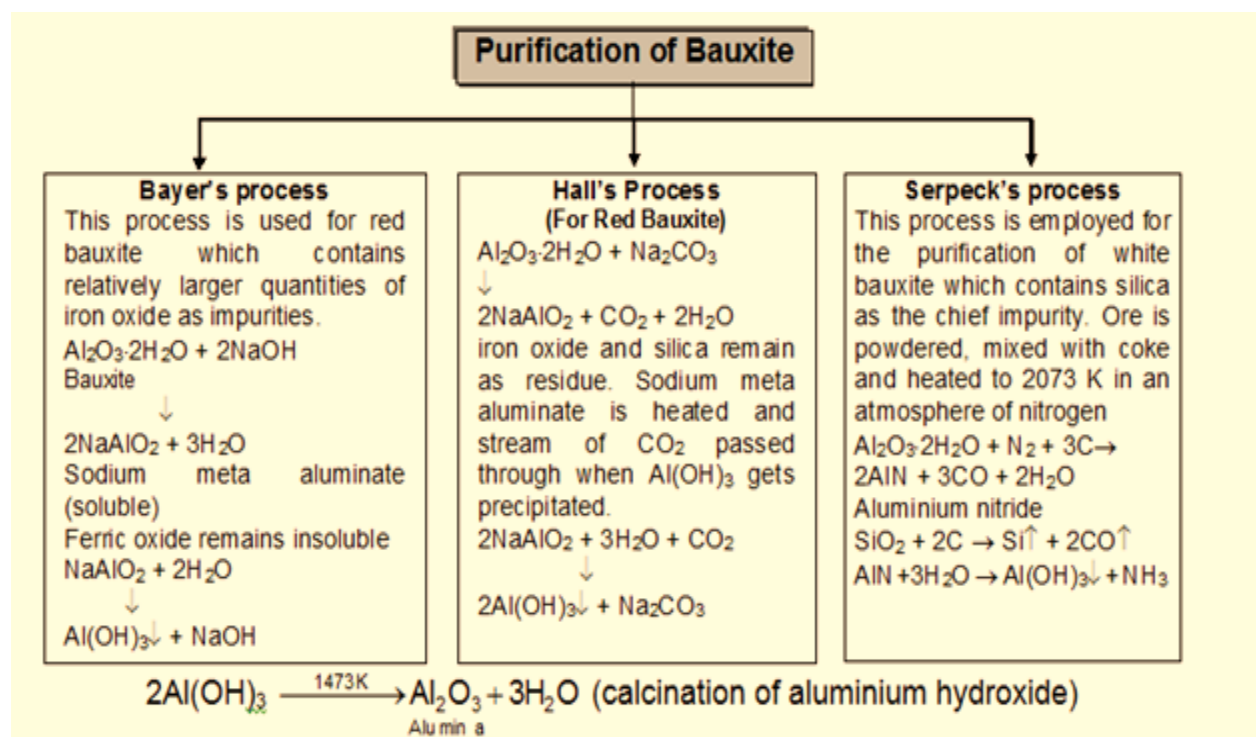 Purification of Bauxite
Bayer's process
This process is used for red
bauxite which contains
relatively larger quantities of
iron oxide as impurities.
Al₂O₃·2H₂O + 2NaOH
Bauxite
↓
2NaAlO₂ + 3H₂O
Sodium meta aluminate
(soluble)
Ferric oxide remains insoluble
NaAlO₂ + 2H₂O
↓
Al(OH)₃↓ + NaOH
Hall's Process
(For Red Bauxite)
Al₂O₃·2H₂O + Na₂CO₃
↓
2NaAlO₂ + CO₂ + 2H₂O
iron oxide and silica remain
as residue. Sodium meta
aluminate is heated and
stream of CO₂ passed
through when Al(OH)₃ gets
precipitated.
2NaAlO₂ + 3H₂O + CO₂
↓
2Al(OH)₃↓ + Na₂CO₃
Serpeck's process
This process is employed for
the purification of white
bauxite which contains silica
as the chief impurity. Ore is
powdered, mixed with coke
and heated to 2073 K in an
atmosphere of nitrogen
Al₂O₃·2H₂O + N₂ + 3C→
2AlN + 3CO + 2H₂O
Aluminium nitride
SiO₂ + 2C → Si↑ + 2CO↑
AlN +3H₂O → Al(OH)₃↓ +NH₃
1473K
2Al(OH)₃ → Al₂O₃ + 3H₂O (calcination of aluminium hydroxide)
Alumin a